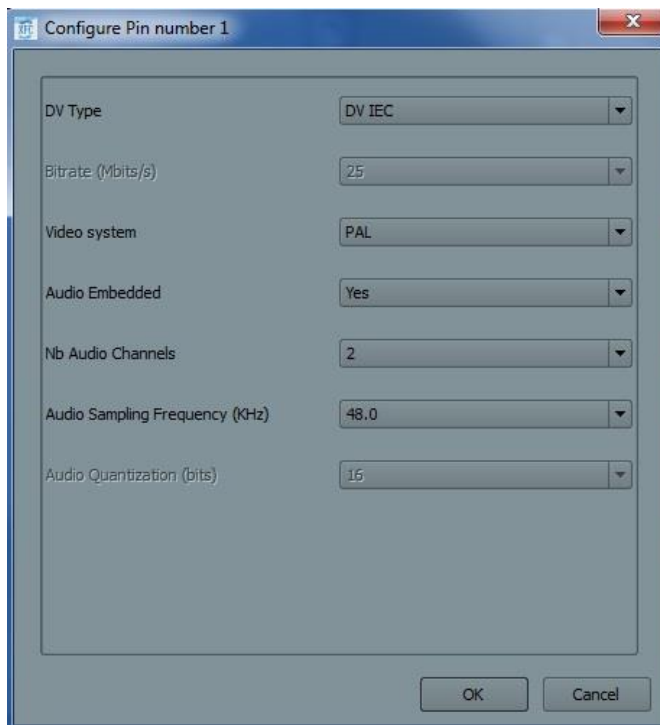 Configure Pin number 1
DV Type DV IEC
Bitrate (Mbits/s) 25
Video system PAL
Audio Embedded Yes
Nb Audio Channels 2
Audio Sampling Frequency (KHz) 48.0
Audio Quantization (bits) 16
OK Cancel